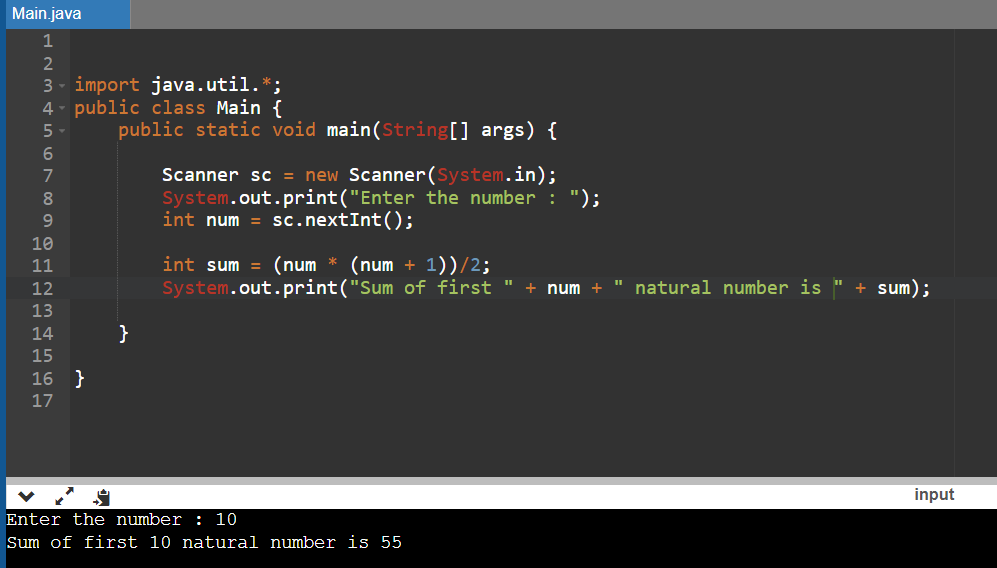 Main.java
1
2
3 import java.util.*;
4 public class Main {
5     public static void main(String[] args) {
6
7         Scanner sc = new Scanner(System.in);
8         System.out.print("Enter the number : ");
9         int num = sc.nextInt();
10
11         int sum = (num * (num + 1))/2;
12         System.out.print("Sum of first " + num + " natural number is " + sum);
13
14     }
15
16 }
17
input
Enter the number : 10
Sum of first 10 natural number is 55